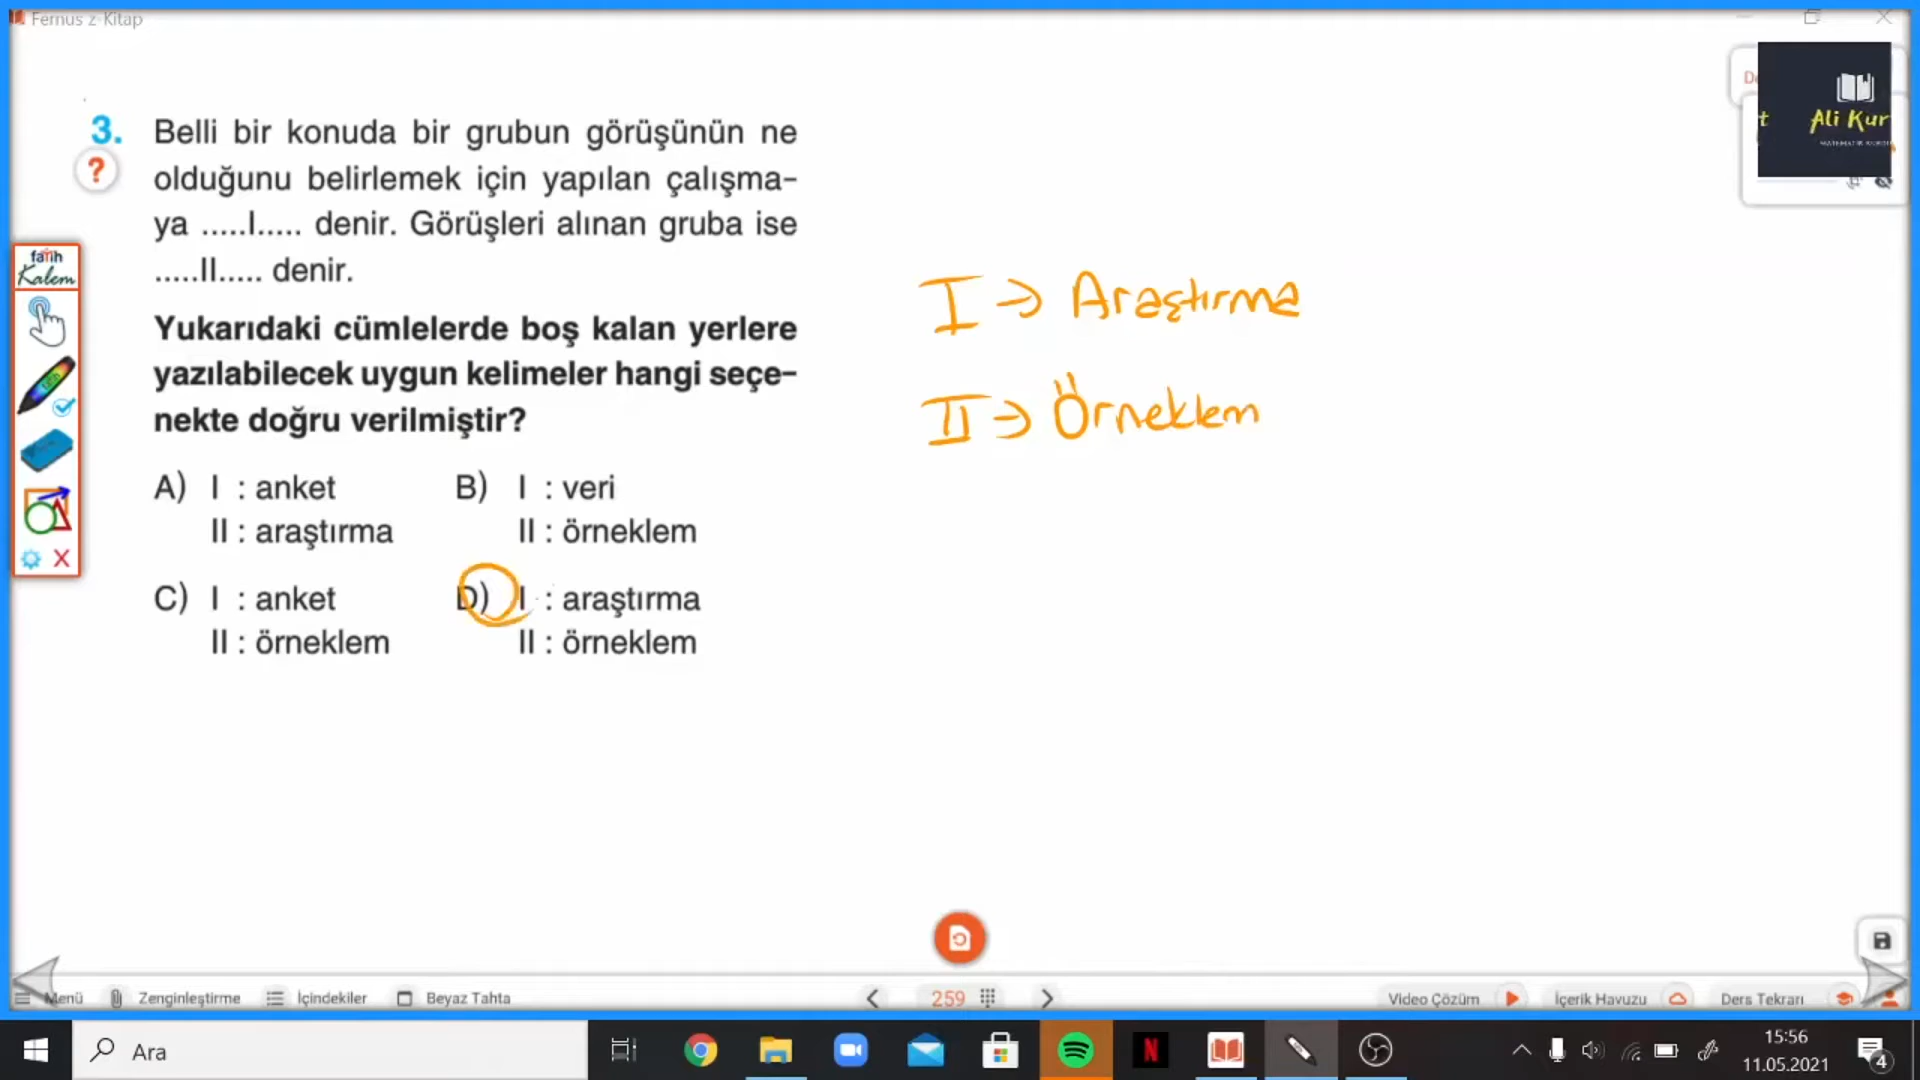 Fernus z-Kitap
3.
Belli bir konuda bir grubun görüşünün ne
olduğunu belirlemek için yapılan çalışma-
ya .....I..... denir. Görüşleri alınan gruba ise
.....II..... denir.
Yukarıdaki cümlelerde boş kalan yerlere
yazılabilecek uygun kelimeler hangi seçe-
nekte doğru verilmiştir?
A) I : anket
II : araştırma
B) I : veri
II : örneklem
C) I : anket
II : örneklem
D) I : araştırma
II : örneklem
I → Araştırma
II → Örneklem
t Ali Kur
fatih
Kalem
Menü Zenginleştirme İçindekiler Beyaz Tahta 259 Video Çözüm İçerik Havuzu Ders Tekrarı
Ara
15:56
11.05.2021
4